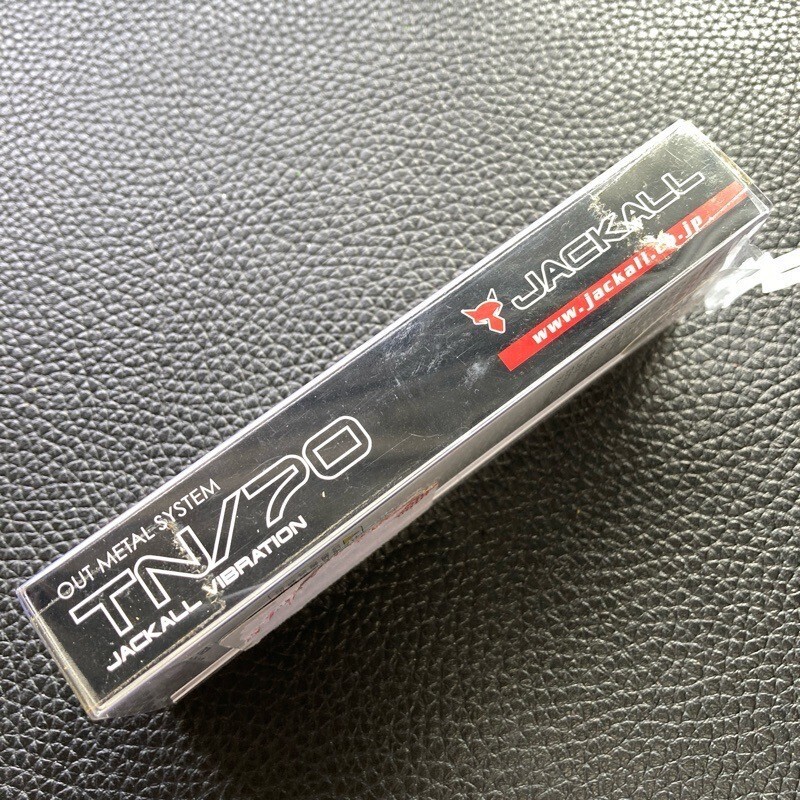 OUT METAL SYSTEM
TN/70
JACKALL VIBRATION
JACKALL
www.jackall.co.jp